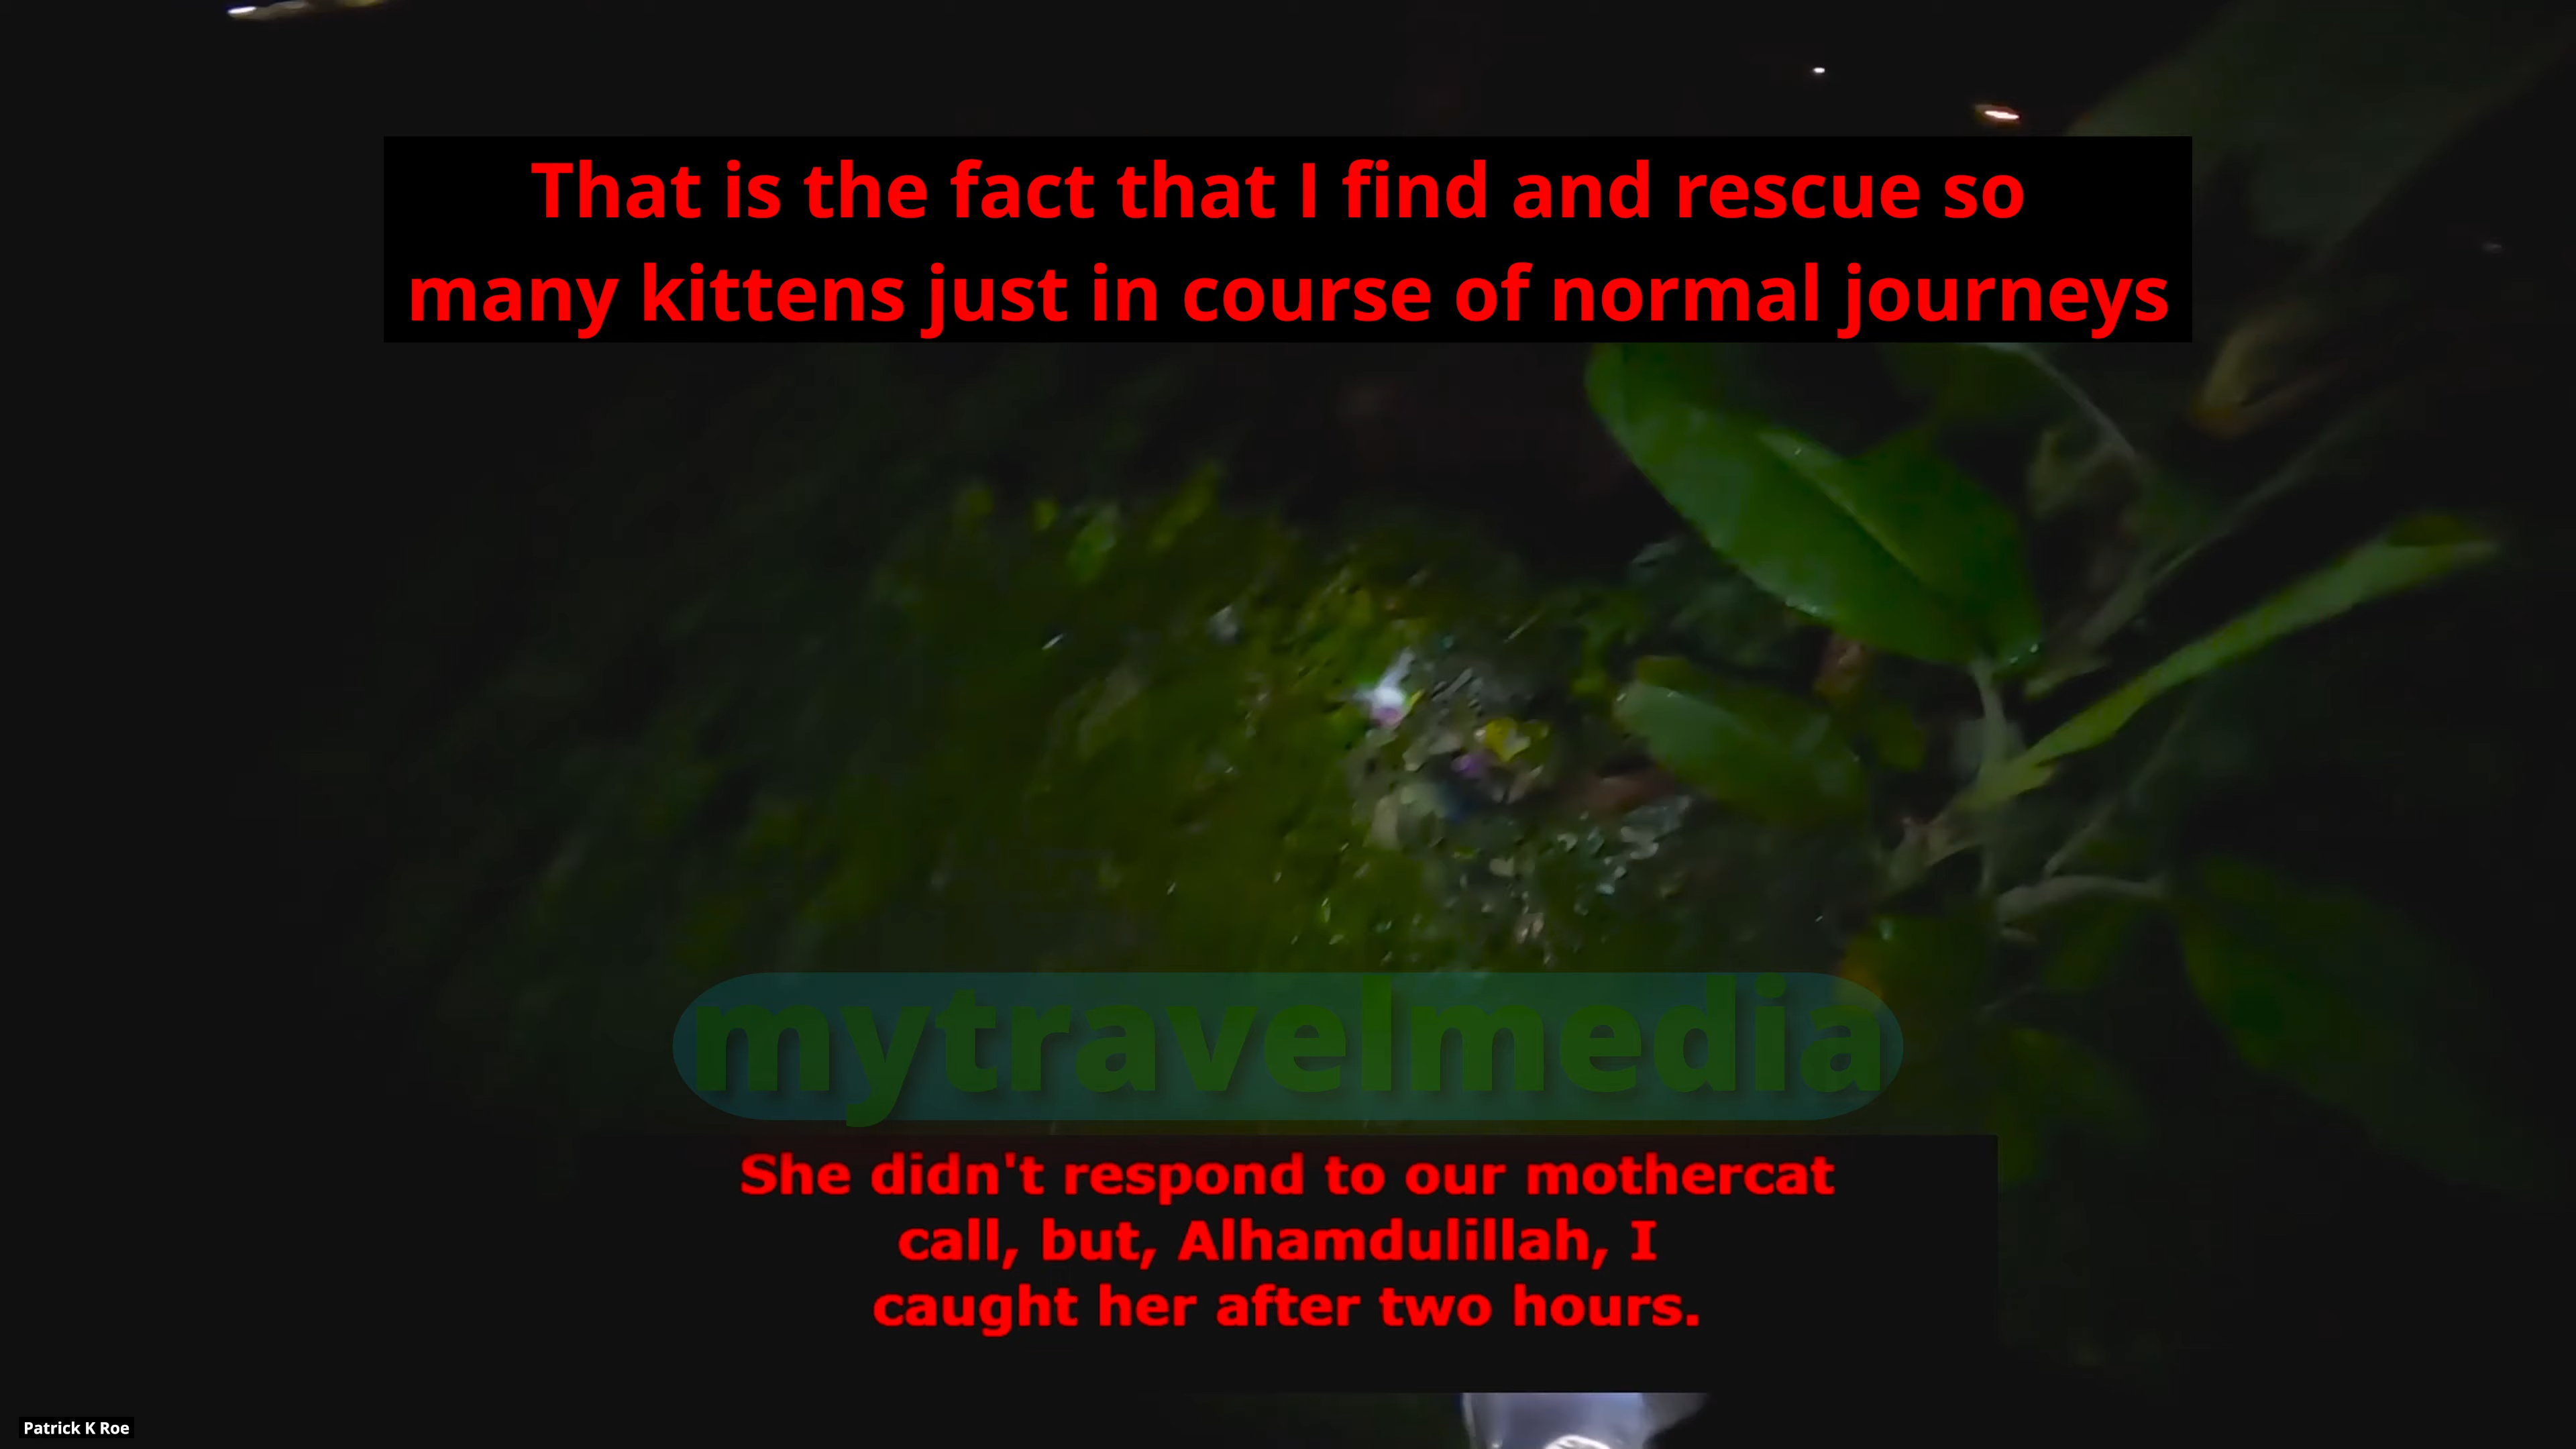 That is the fact that I find and rescue so
many kittens just in course of normal journeys
mytravelmedia
She didn't respond to our mothercat
call, but, Alhamdulillah, I
caught her after two hours.
Patrick K Roe